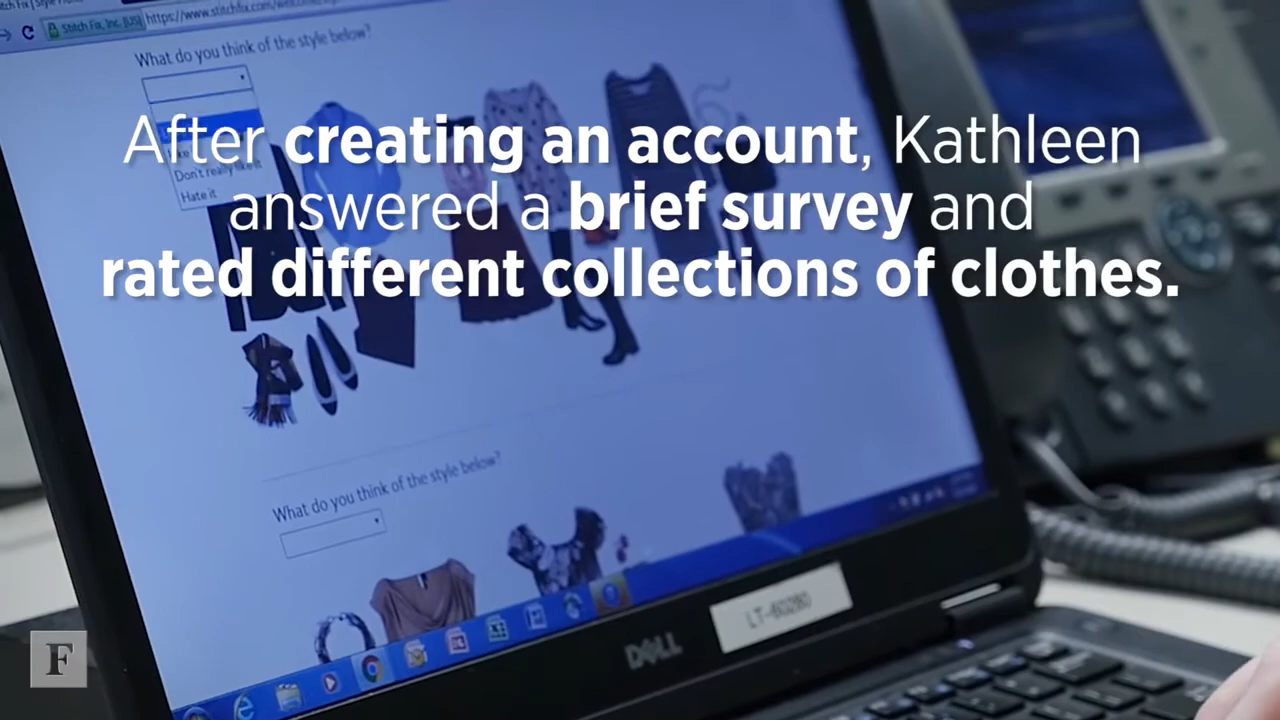 Stitch Fix, Inc. [US]
https://www.stitchfix.com/
What do you think of the style below?
After creating an account, Kathleen
answered a brief survey and
rated different collections of clothes.
Don't really like it
Hate it
What do you think of the style below?
DELL
LT-60280
F